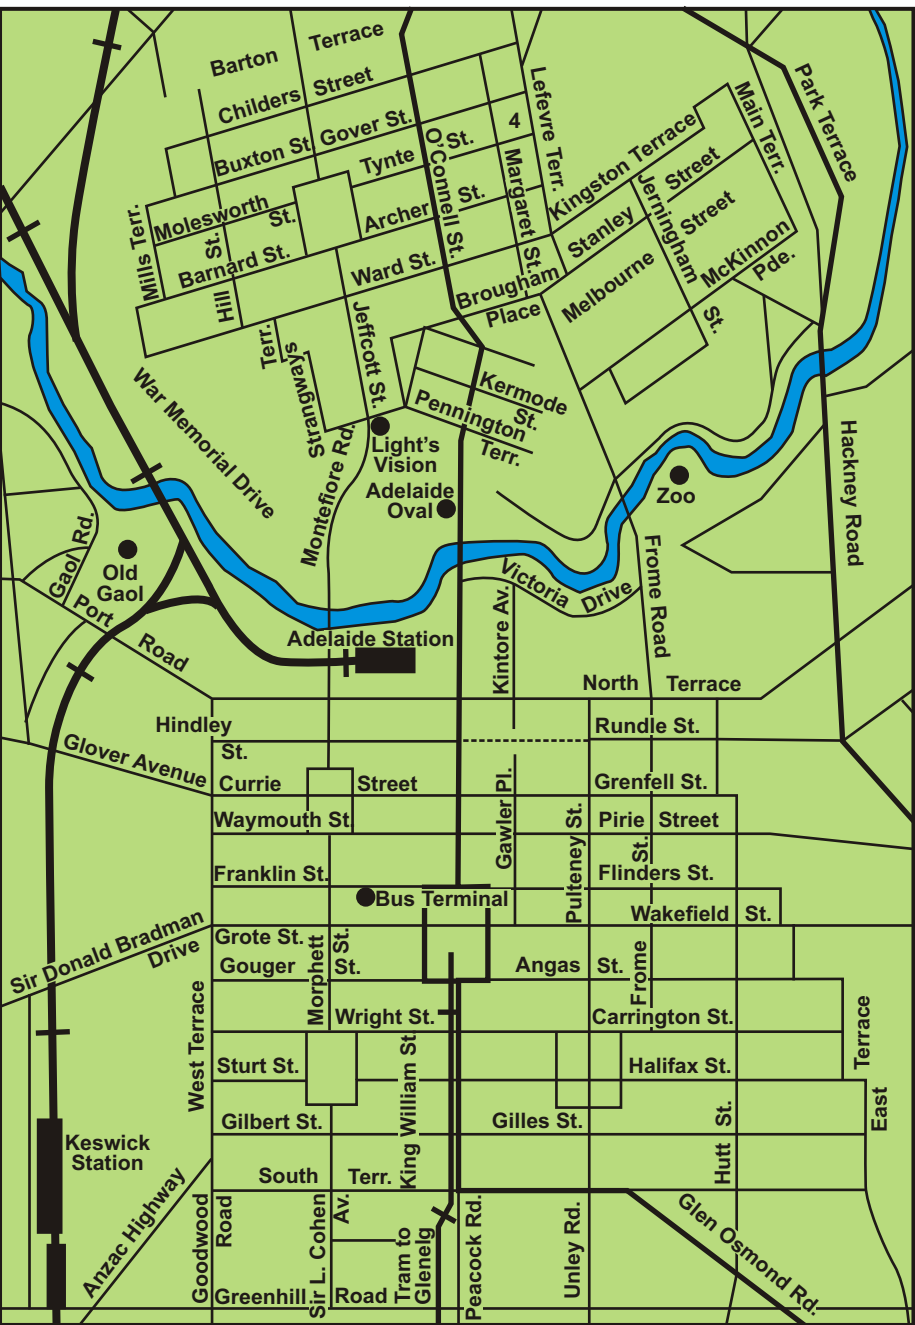 Barton Terrace
Childers Street
Lefevre Terr.
Park Terrace
Main Terr.
Buxton St.
Gover St.
4
O'Connell St.
Tynte St.
Margaret St.
Kingston Terrace
Molesworth St.
Archer St.
Stanley Street
Jerningham St.
Mills Terr.
Hill St.
Barnard St.
Ward St.
Brougham Place
Melbourne Street
McKinnon Pde.
Strangways Terr.
Jeffcott St.
Kermode St.
Pennington Terr.
War Memorial Drive
Montefiore Rd.
Light's
Vision
Adelaide
Oval
Zoo
Hackney Road
Gaol Rd.
Old
Gaol
Port Road
Victoria Drive
Frome Road
Kintore Av.
Adelaide Station
North Terrace
Hindley
St.
Rundle St.
Glover Avenue
Currie Street
Gawler Pl.
Grenfell St.
Waymouth St.
Pulteney St.
Pirie Street
Franklin St.
Flinders St.
Bus Terminal
Wakefield St.
Sir Donald Bradman
Drive
Grote St.
Gouger St.
Morphett St.
Angas St.
Frome St.
Wright St.
Carrington St.
West Terrace
Sturt St.
King William St.
Halifax St.
East Terrace
Gilbert St.
Gilles St.
Hutt St.
Keswick
Station
South Terr.
Anzac Highway
Goodwood
Road
Sir L. Cohen
Av.
Tram to
Glenelg
Peacock Rd.
Unley Rd.
Glen Osmond Rd.
Greenhill Road